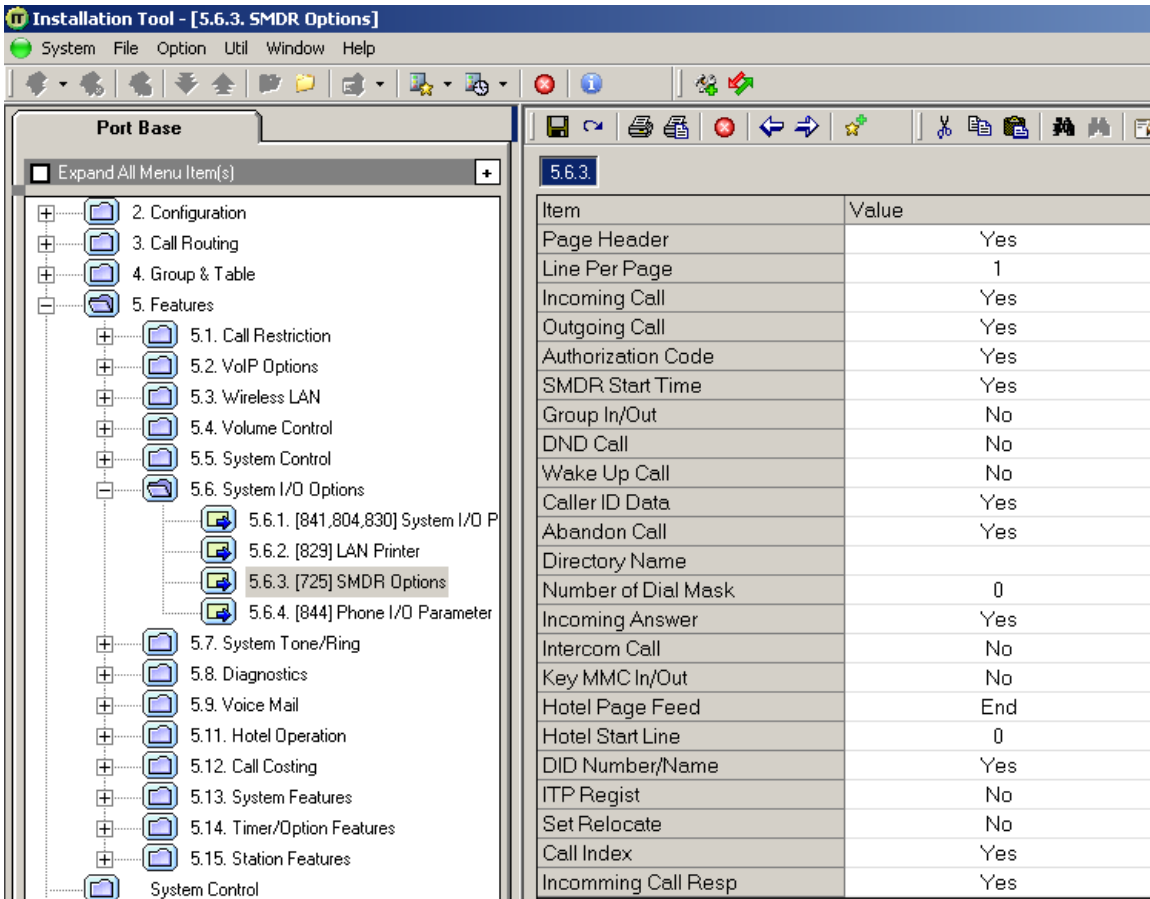 Installation Tool - [5.6.3. SMDR Options]
System File Option Util Window Help
Port Base
Expand All Menu Item(s)
2. Configuration
3. Call Routing
4. Group & Table
5. Features
5.1. Call Restriction
5.2. VoIP Options
5.3. Wireless LAN
5.4. Volume Control
5.5. System Control
5.6. System I/O Options
5.6.1. [841,804,830] System I/O P
5.6.2. [829] LAN Printer
5.6.3. [725] SMDR Options
5.6.4. [844] Phone I/O Parameter
5.7. System Tone/Ring
5.8. Diagnostics
5.9. Voice Mail
5.11. Hotel Operation
5.12. Call Costing
5.13. System Features
5.14. Timer/Option Features
5.15. Station Features
System Control
5.6.3.
Item Value
Page Header Yes
Line Per Page 1
Incoming Call Yes
Outgoing Call Yes
Authorization Code Yes
SMDR Start Time Yes
Group In/Out No
DND Call No
Wake Up Call No
Caller ID Data Yes
Abandon Call Yes
Directory Name
Number of Dial Mask 0
Incoming Answer Yes
Intercom Call No
Key MMC In/Out No
Hotel Page Feed End
Hotel Start Line 0
DID Number/Name Yes
ITP Regist No
Set Relocate No
Call Index Yes
Incomming Call Resp Yes